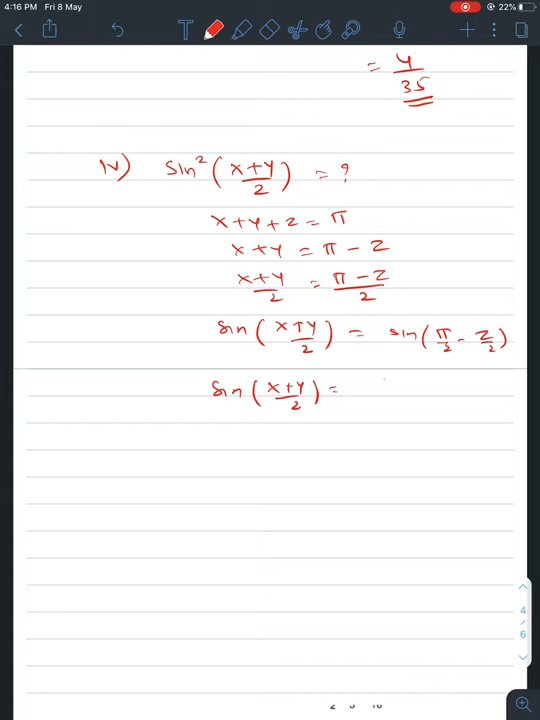 4:16 PM Fri 8 May 22%
= 4/35
iv) sin² (x+y/2) = ?
x+y+z = π
x+y = π - z
x+y/2 = π-z/2
sin (x+y/2) = sin (π/2 - z/2)
sin (x+y/2) =
4
/
6